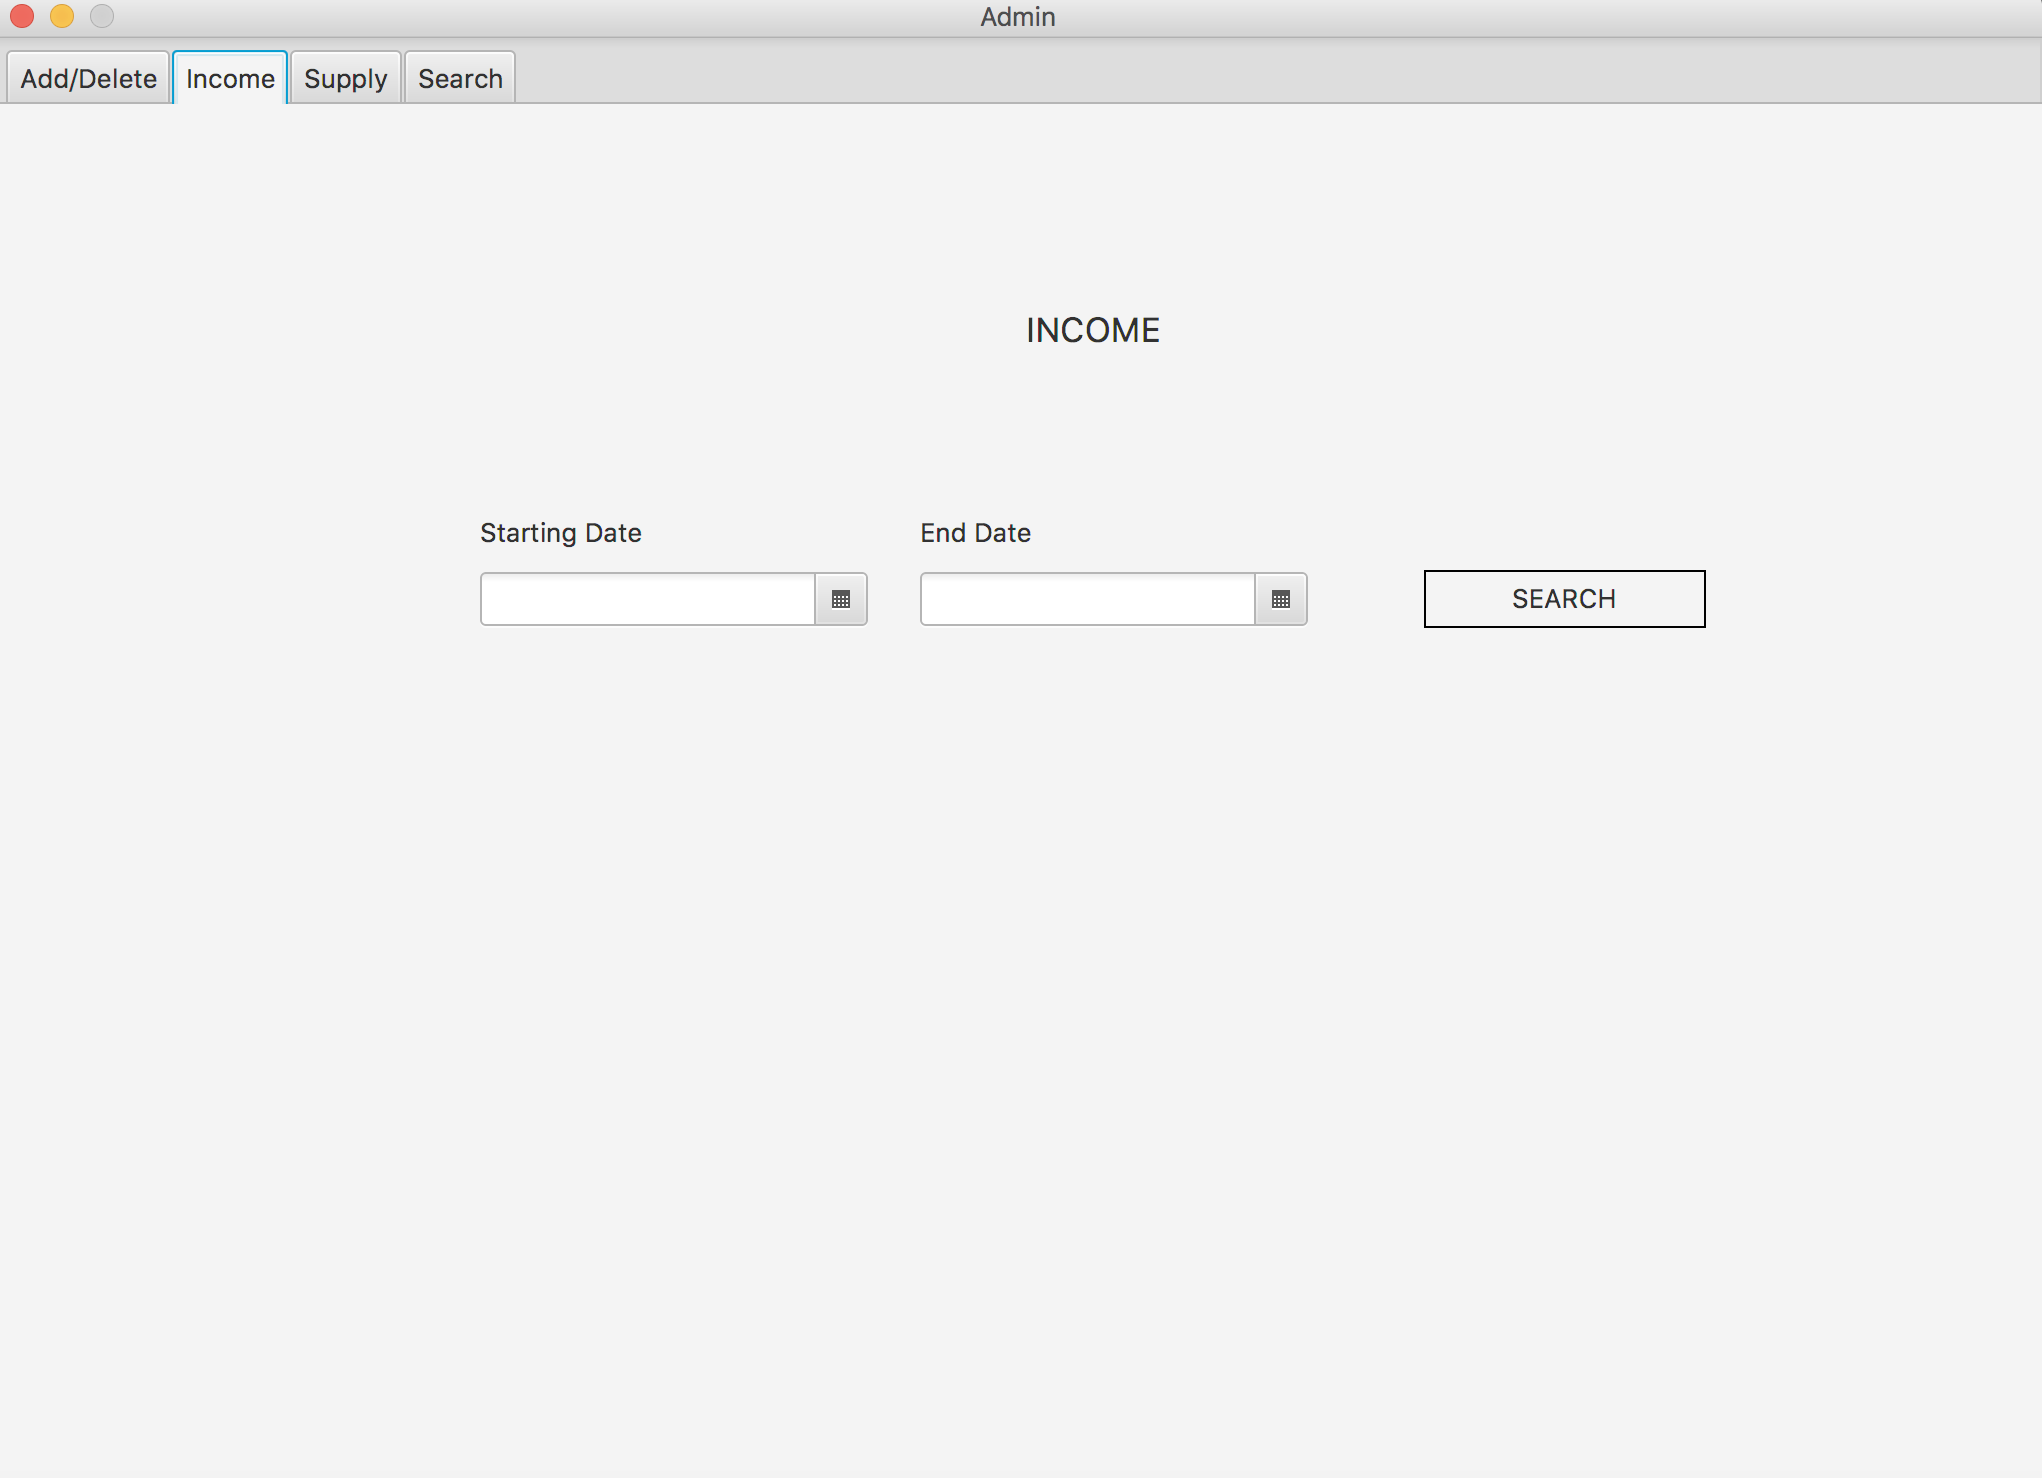 Admin
Add/Delete Income Supply Search
INCOME
Starting Date End Date
SEARCH